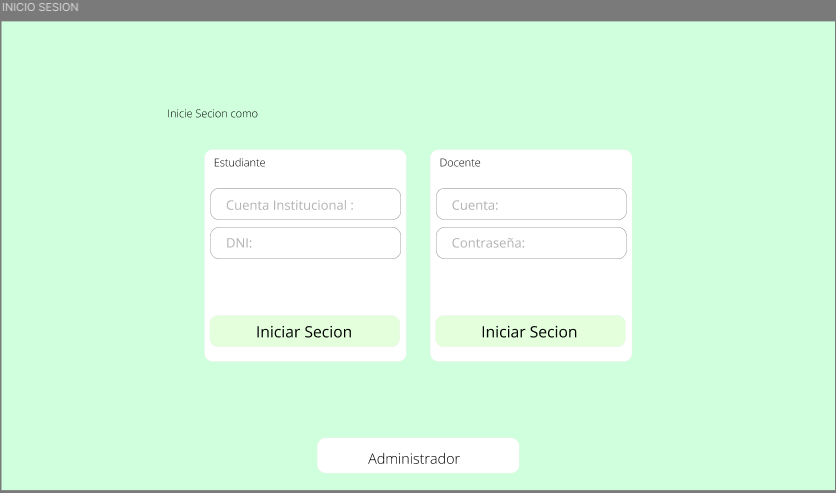 INICIO SESION
Inicie Secion como
Estudiante
Cuenta Institucional :
DNI:
Iniciar Secion
Docente
Cuenta:
Contraseña:
Iniciar Secion
Administrador